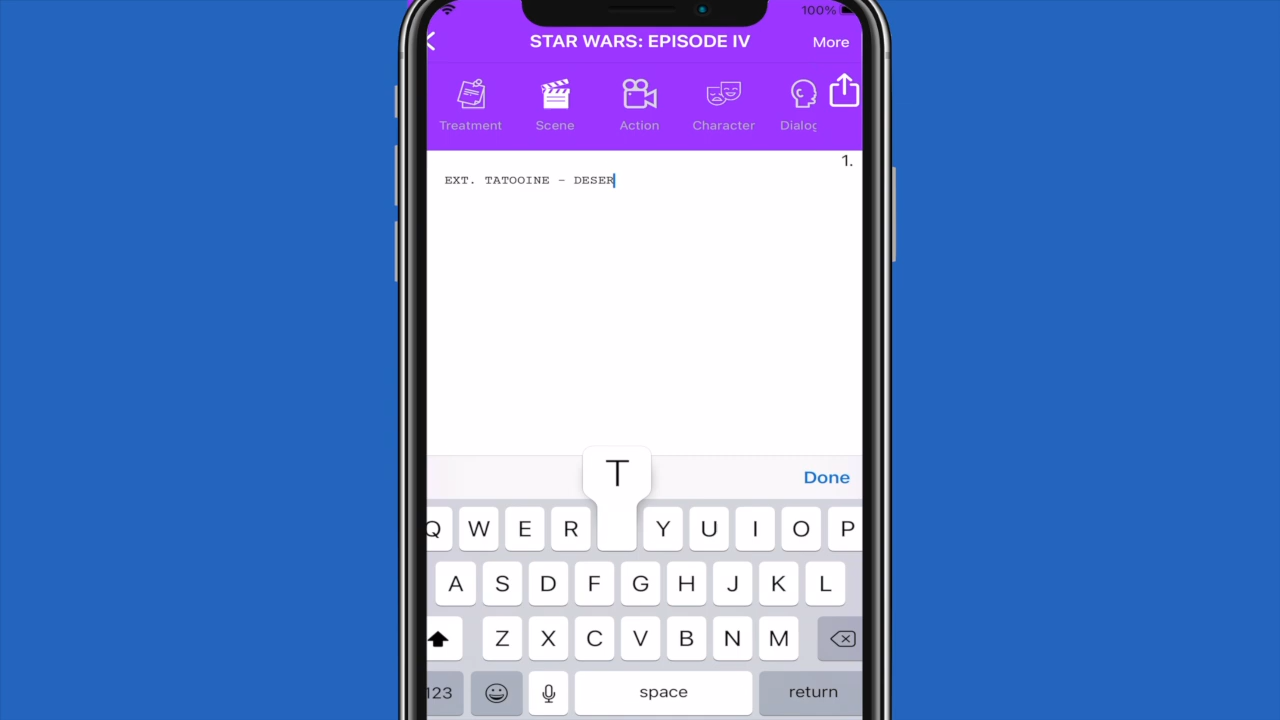 100%
STAR WARS: EPISODE IV
More
Treatment Scene Action Character Dialog
1.
EXT. TATOOINE - DESER
T
Done
Q W E R Y U I O P
A S D F G H J K L
Z X C V B N M
123 space return